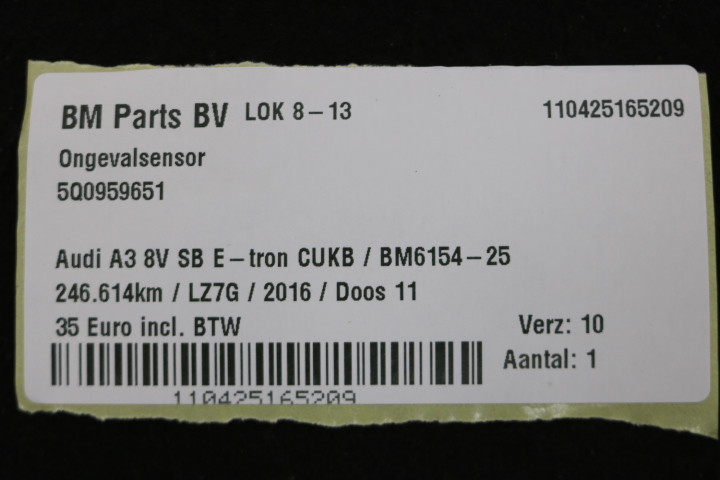 BM Parts BV LOK 8-13 110425165209
Ongevalsensor
5Q0959651
Audi A3 8V SB E-tron CUKB / BM6154-25
246.614km / LZ7G / 2016 / Doos 11
35 Euro incl. BTW Verz: 10
Aantal: 1
110425165209